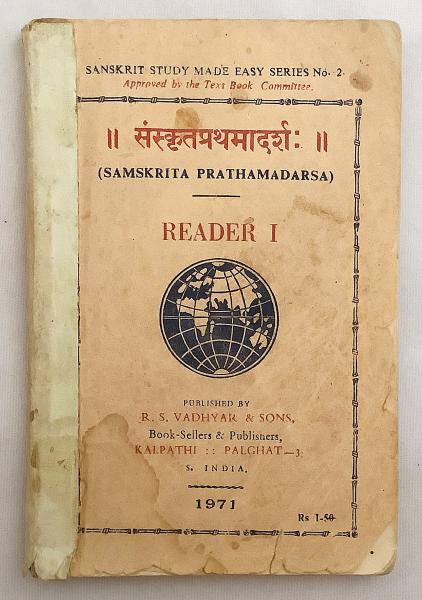 SANSKRIT STUDY MADE EASY SERIES No. 2.
Approved by the Text Book Committee.
॥ संस्कृतप्रथमादर्शः ॥
(SAMSKRITA PRATHAMADARSA)
READER I
PUBLISHED BY
R. S. VADHYAR & SONS,
Book-Sellers & Publishers,
KALPATHI :: PALGHAT—3
S. INDIA.
1971
Rs 1-50